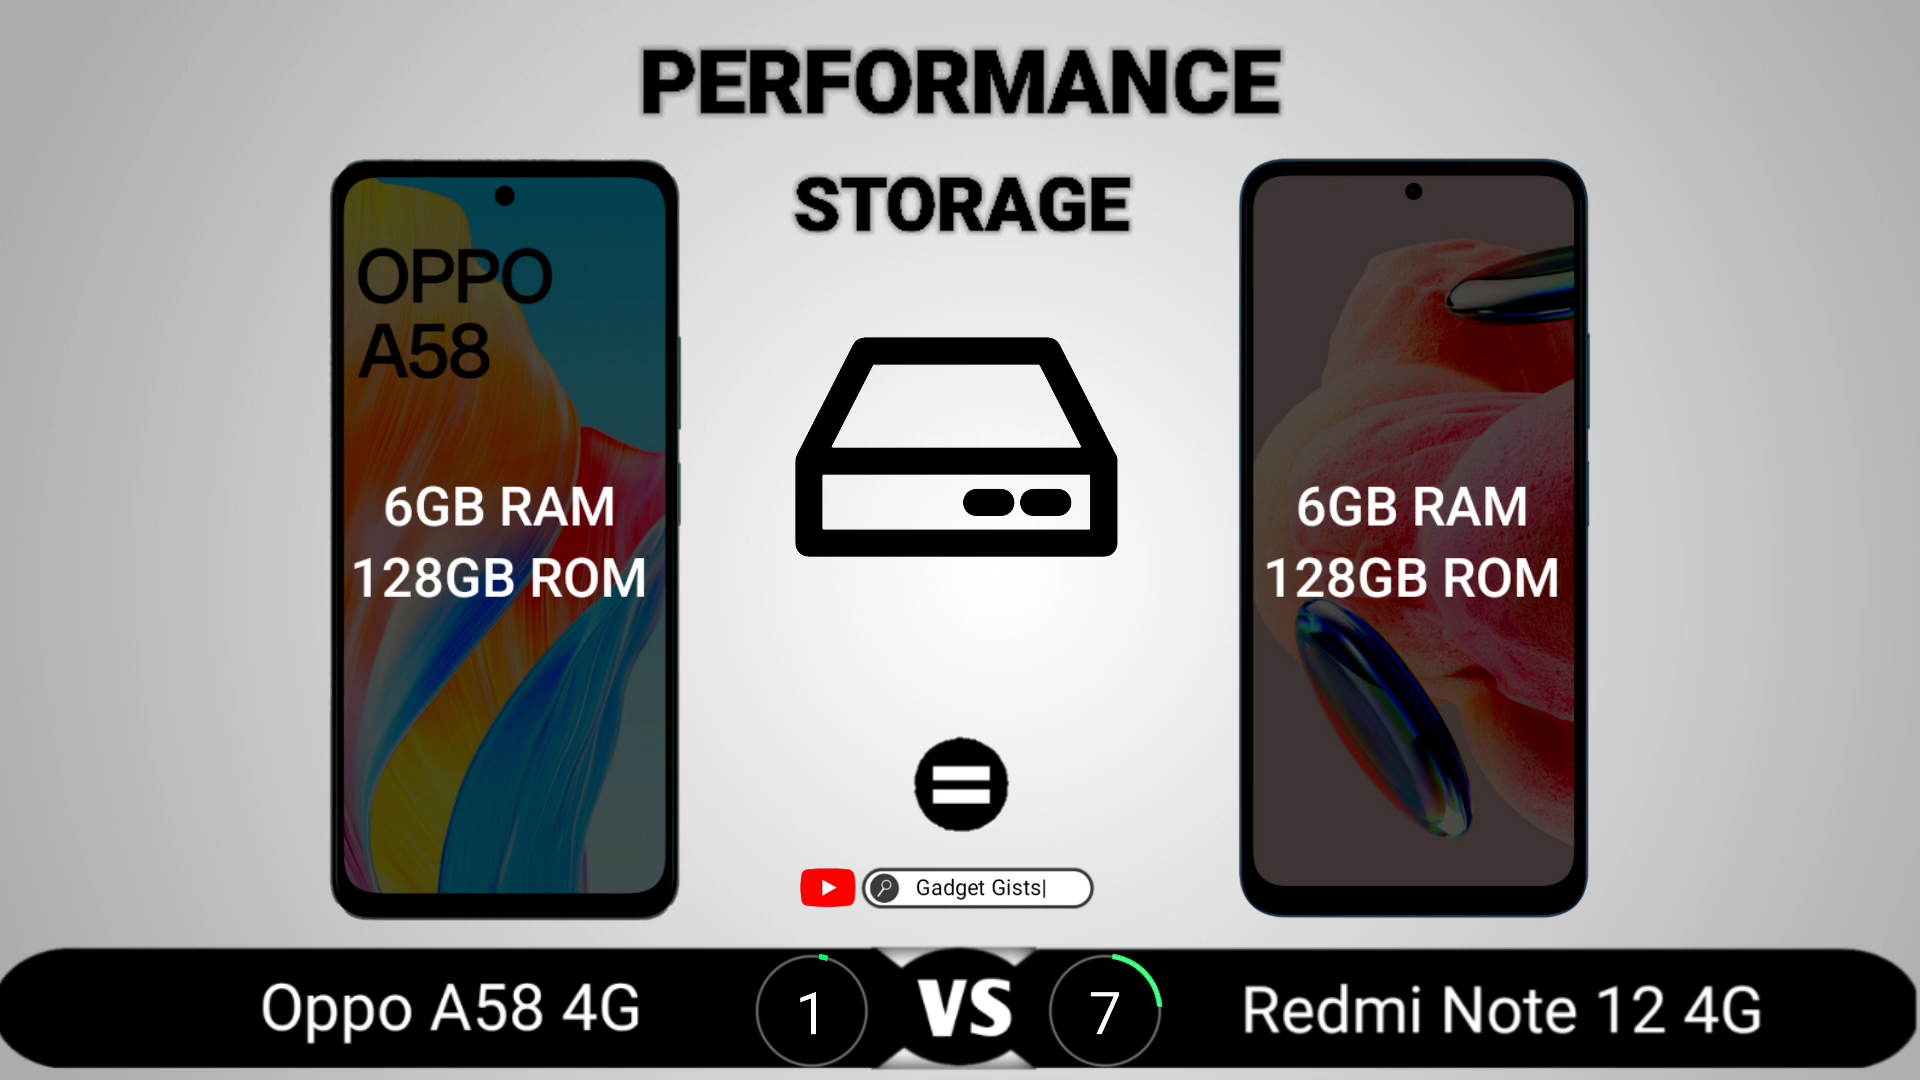 PERFORMANCE
STORAGE
OPPO
A58
6GB RAM
128GB ROM
6GB RAM
128GB ROM
Gadget Gists|
Oppo A58 4G
1
VS
7
Redmi Note 12 4G